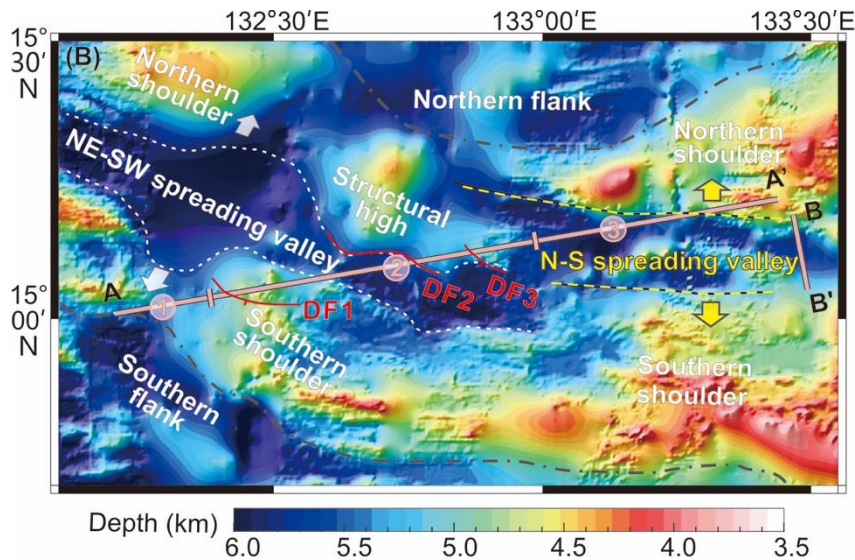 132°30′E
133°00′
133°30′E
15°
30′
N
(B)
Northern
shoulder
Northern flank
Northern
shoulder
NE-SW spreading valley
Structural
high
A'
B
3
N-S spreading valley
2
A
1
DF1
DF2
DF3
B'
15°
00′
N
Southern
shoulder
Southern
shoulder
Southern
flank
Depth (km)
6.0
5.5
5.0
4.5
4.0
3.5